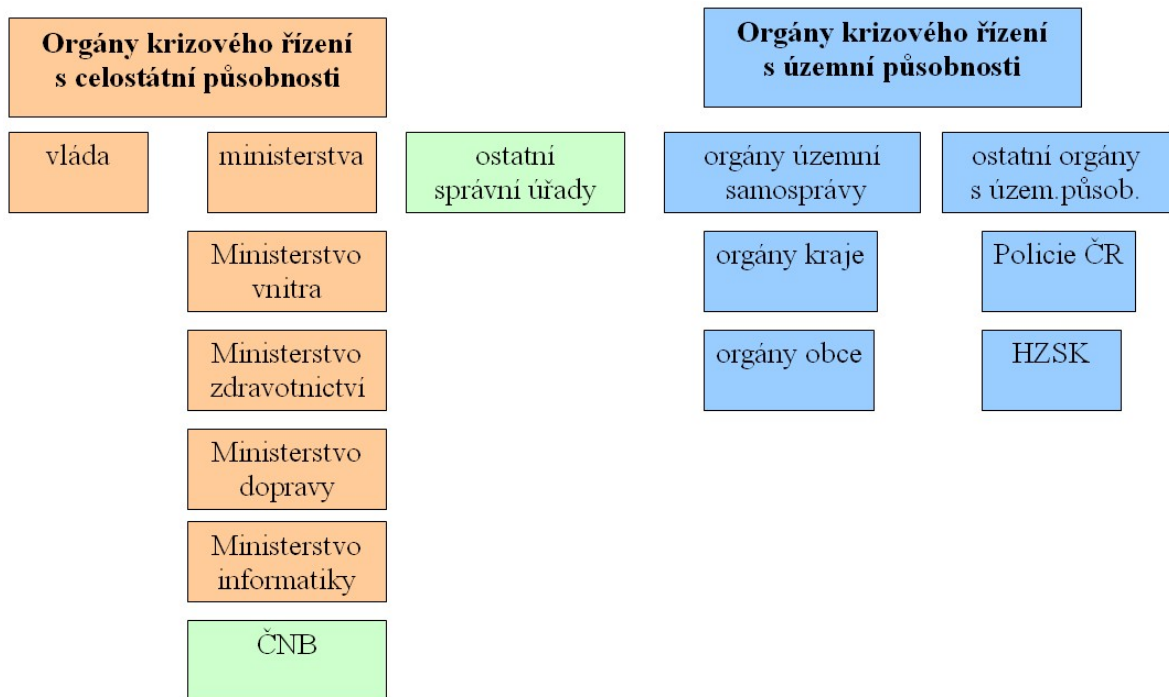 Orgány krizového řízení
s celostátní působnosti
Orgány krizového řízení
s územní působnosti
vláda
ministerstva
ostatní
správní úřady
orgány územní
samosprávy
ostatní orgány
s územ.působ.
Ministerstvo
vnitra
orgány kraje
Policie ČR
Ministerstvo
zdravotnictví
orgány obce
HZSK
Ministerstvo
dopravy
Ministerstvo
informatiky
ČNB